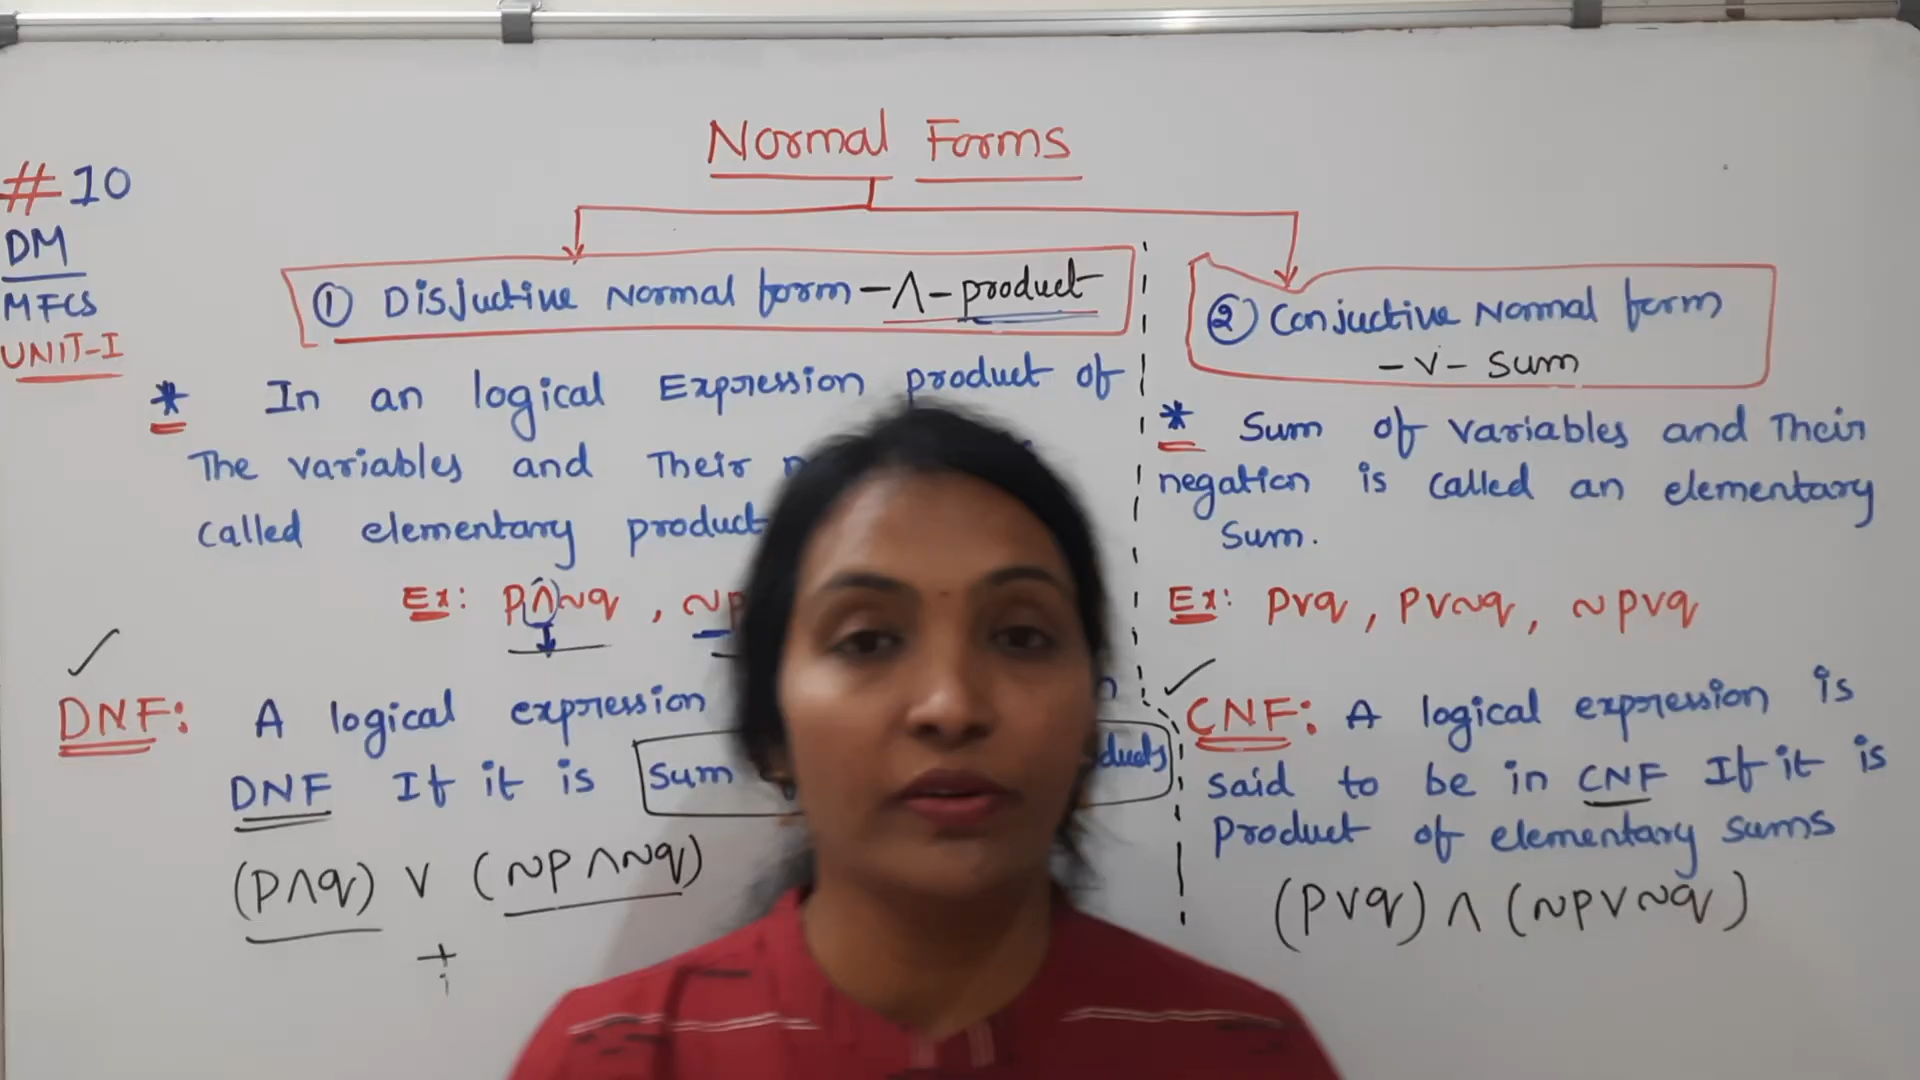 Normal Forms
#10
DM
MFCS
UNIT-I
① Disjuctive Normal form - ∧ - product
* In an logical Expression product of
The variables and Their
called elementary product
Ex: p∧~q , ~p
DNF: A logical expression
DNF If it is sum
(p∧q) ∨ (~p∧~q)
+
② Conjuctive Normal form
- ∨ - sum
* Sum of variables and Their
negation is called an elementary
sum.
Ex: p∨q, p∨~q, ~p∨q
CNF: A logical expression is
said to be in CNF If it is
product of elementary sums
(p∨q) ∧ (~p∨~q)